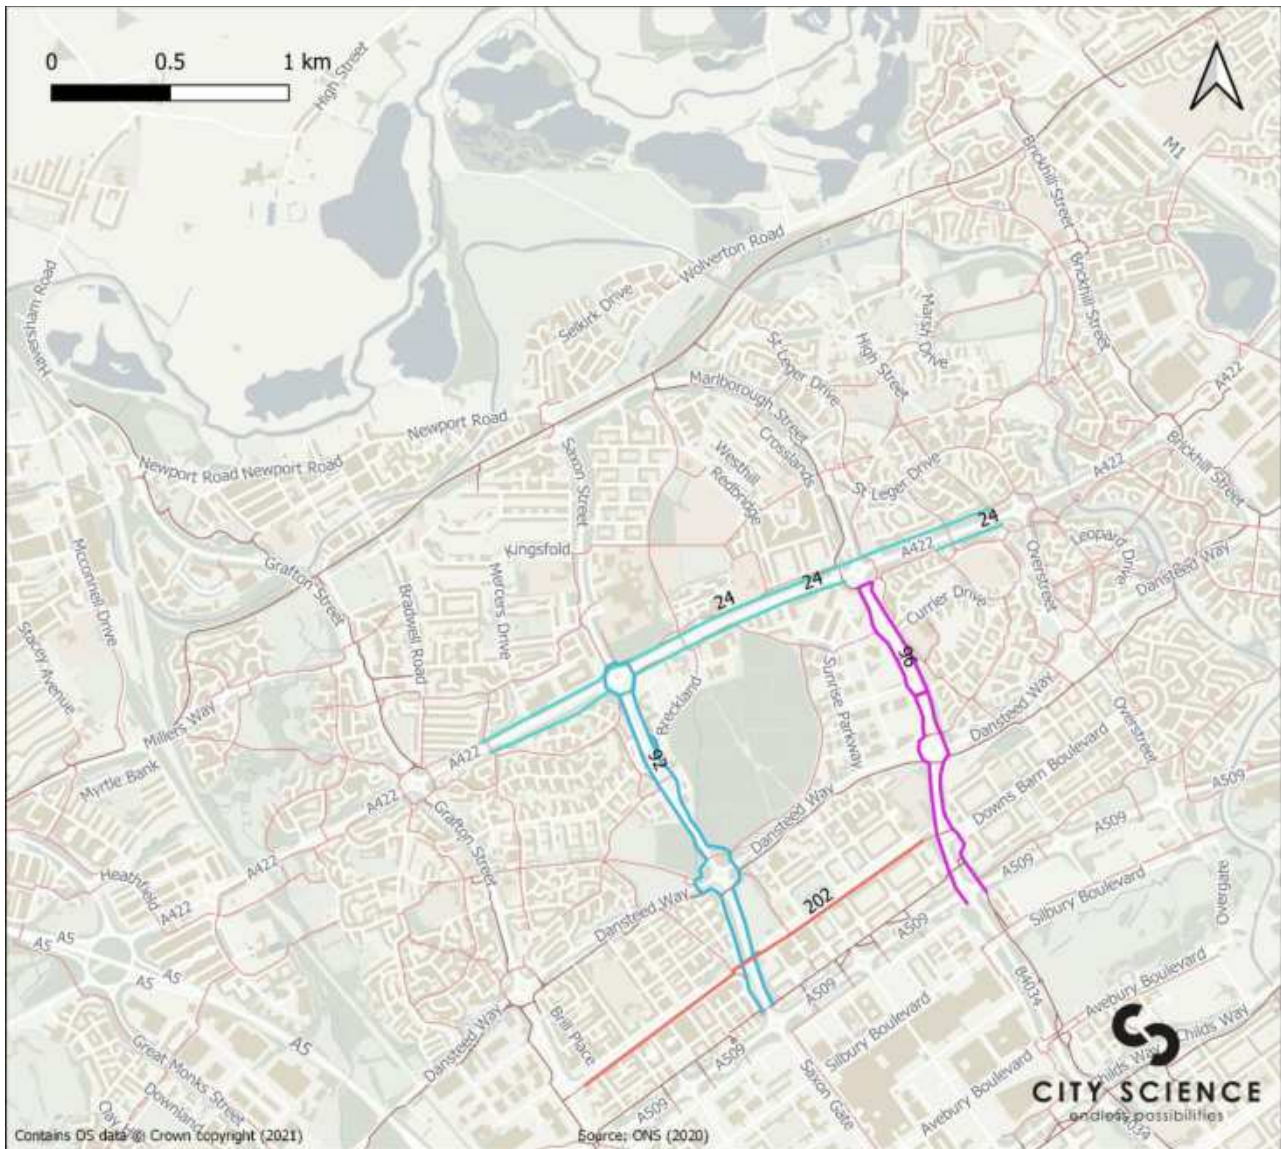 0 0.5 1 km
High Street
M1
Brickhill Street
Wolverton Road
Haversham Road
Selkirk Drive
Brickhill Street
Marsh Drive
St Leger Drive
High Street
Marlborough Street
A422
Newport Road
Crosslands
Westhill
Redbridge
Saxon Street
Newport Road Newport Road
Brickhill Street
St Leger Drive
A422
24
Kingsfold
A422
Leopard Drive
Mcconnell Drive
Grafton Street
Mercers Drive
Bradwell Road
24
24
Overstreet
Dansteed Way
Currier Drive
Stacey Avenue
96
Sunrise Parkway
Breckland
Millers Way
Dansteed Way
Overstreet
A422
92
Myrtle Bank
A422
Downs Barn Boulevard
A509
Grafton Street
Dansteed Way
A509
A422
Heathfield
A422
202
Overgate
Silbury Boulevard
Dansteed Way
A509
A5 A5
A5 A5
B4034
Avebury Boulevard
A509
A5
Brill Place
Silbury Boulevard
Childs Way
Great Monks Street
Dansteed Way
A509
Childs Way
Saxon Gate
Avebury Boulevard
Downland
A509
CITY SCIENCE
endless possibilities
B4034
Contains OS data © Crown copyright (2021)
Source: ONS (2020)